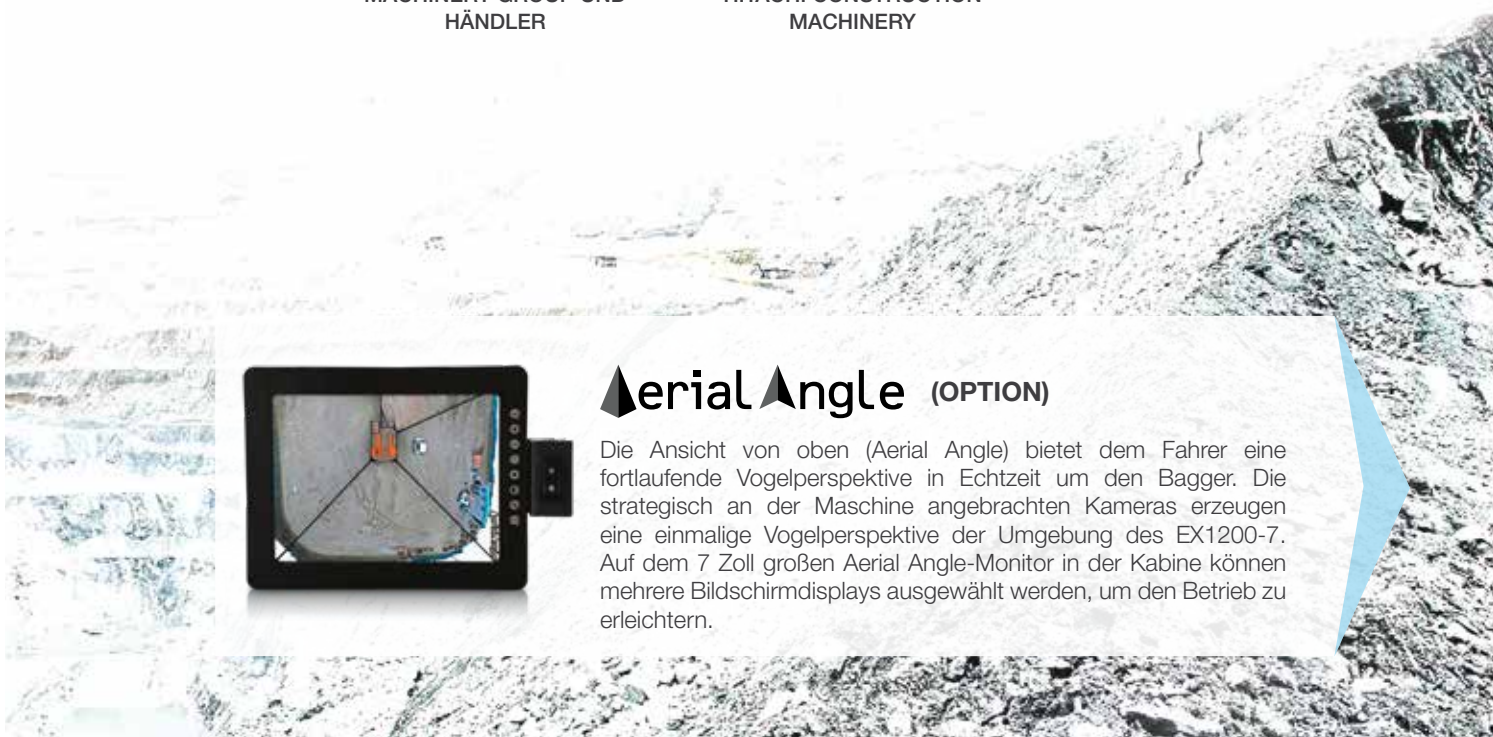 HÄNDLER
MACHINERY
Aerial Angle (OPTION)
Die Ansicht von oben (Aerial Angle) bietet dem Fahrer eine
fortlaufende Vogelperspektive in Echtzeit um den Bagger. Die
strategisch an der Maschine angebrachten Kameras erzeugen
eine einmalige Vogelperspektive der Umgebung des EX1200-7.
Auf dem 7 Zoll großen Aerial Angle-Monitor in der Kabine können
mehrere Bildschirmdisplays ausgewählt werden, um den Betrieb zu
erleichtern.